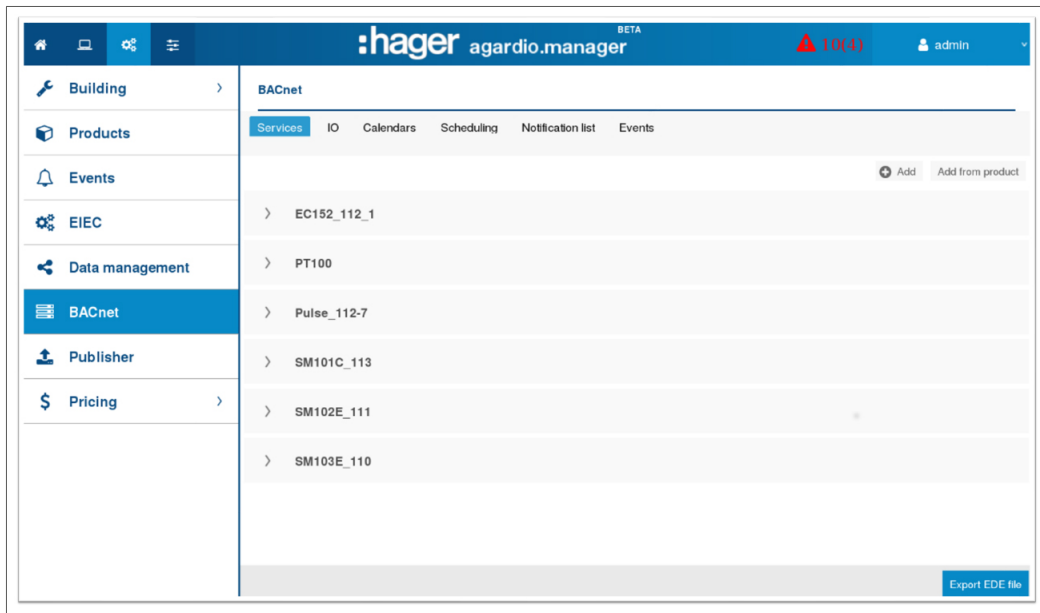 :hager agardio.manager BETA
10(4)
admin
Building
Products
Events
EIEC
Data management
BACnet
Publisher
$ Pricing
BACnet
Services IO Calendars Scheduling Notification list Events
Add Add from product
EC152_112_1
PT100
Pulse_112-7
SM101C_113
SM102E_111
SM103E_110
Export EDE file